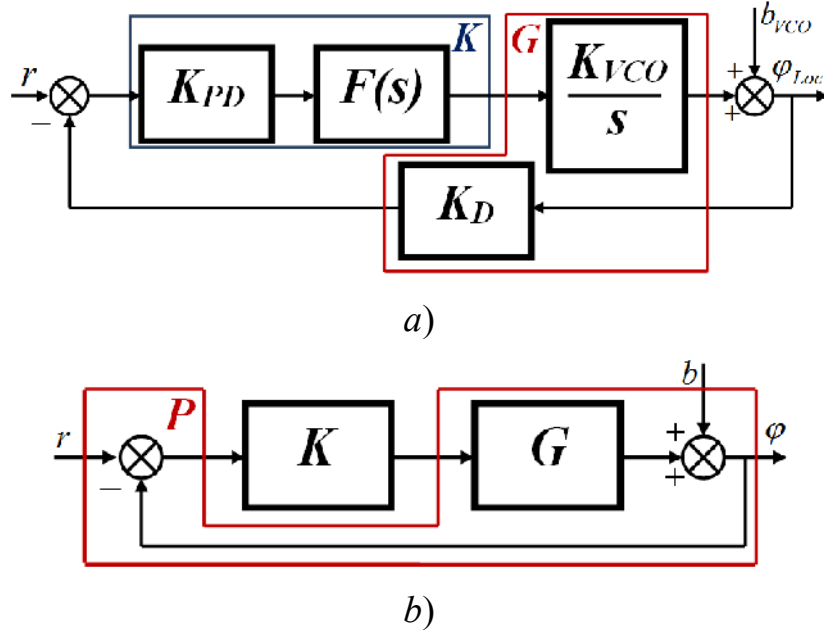 K G b_VCO
r K_PD F(s) K_VCO/s + φ_Loc
− +
K_D
a)
P b
r K G + φ
− +
b)